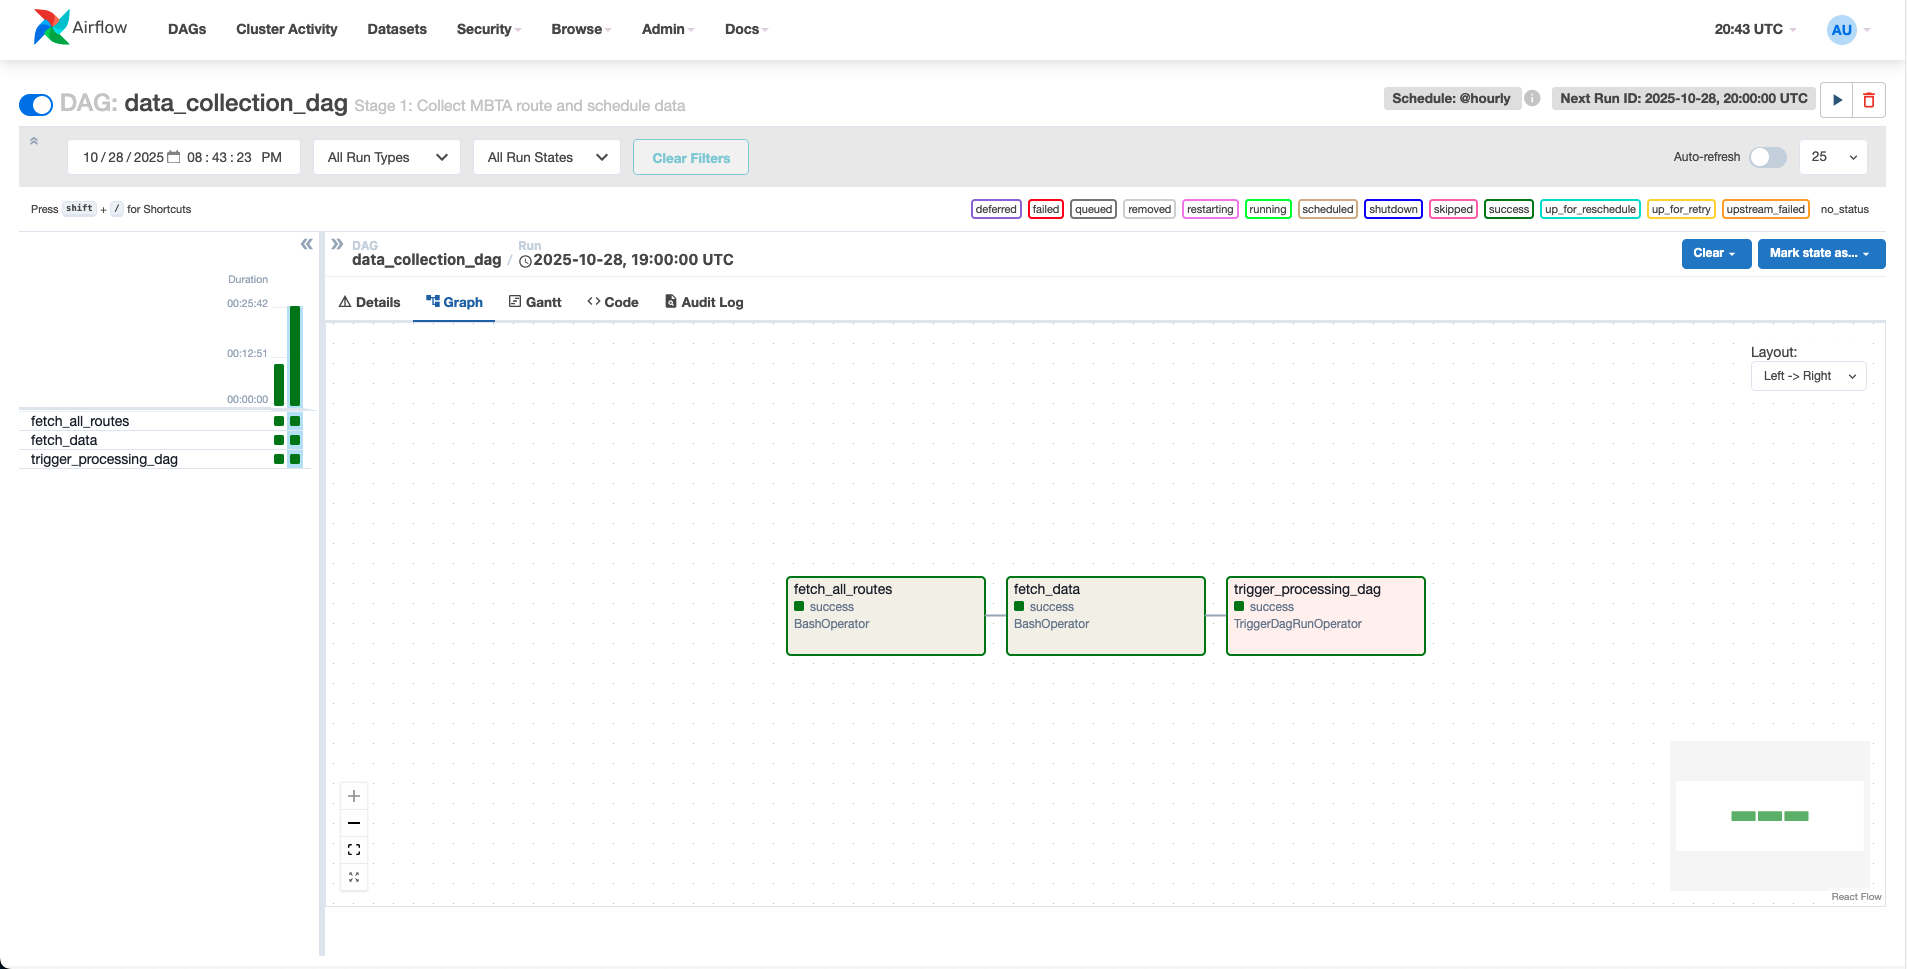 Airflow DAGs Cluster Activity Datasets Security Browse Admin Docs 20:43 UTC AU
DAG: data_collection_dag Stage 1: Collect MBTA route and schedule data Schedule: @hourly i Next Run ID: 2025-10-28, 20:00:00 UTC
10/28/2025 08:43:23 PM All Run Types All Run States Clear Filters Auto-refresh 25
Press shift + / for Shortcuts deferred failed queued removed restarting running scheduled shutdown skipped success up_for_reschedule up_for_retry upstream_failed no_status
DAG Run
data_collection_dag / 2025-10-28, 19:00:00 UTC Clear Mark state as...
Details Graph Gantt <> Code Audit Log
Duration
00:25:42
00:12:51
00:00:00
fetch_all_routes
fetch_data
trigger_processing_dag
Layout:
Left -> Right
fetch_all_routes
success
BashOperator
fetch_data
success
BashOperator
trigger_processing_dag
success
TriggerDagRunOperator
React Flow